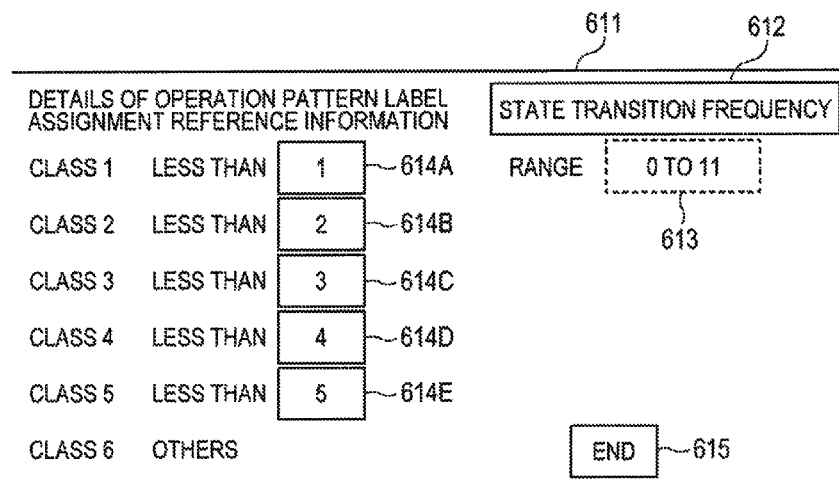 611
612
DETAILS OF OPERATION PATTERN LABEL
ASSIGNMENT REFERENCE INFORMATION
STATE TRANSITION FREQUENCY
CLASS 1 LESS THAN 1 614A
RANGE 0 TO 11
613
CLASS 2 LESS THAN 2 614B
CLASS 3 LESS THAN 3 614C
CLASS 4 LESS THAN 4 614D
CLASS 5 LESS THAN 5 614E
CLASS 6 OTHERS
END 615